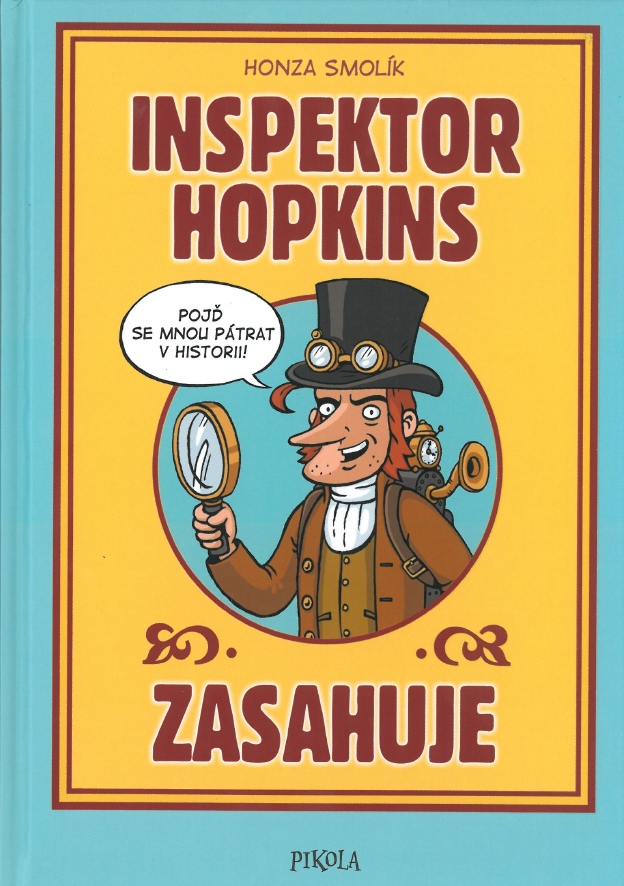 HONZA SMOLÍK
INSPEKTOR
HOPKINS
POJĎ
SE MNOU PÁTRAT
V HISTORII!
ZASAHUJE
PIKOLA